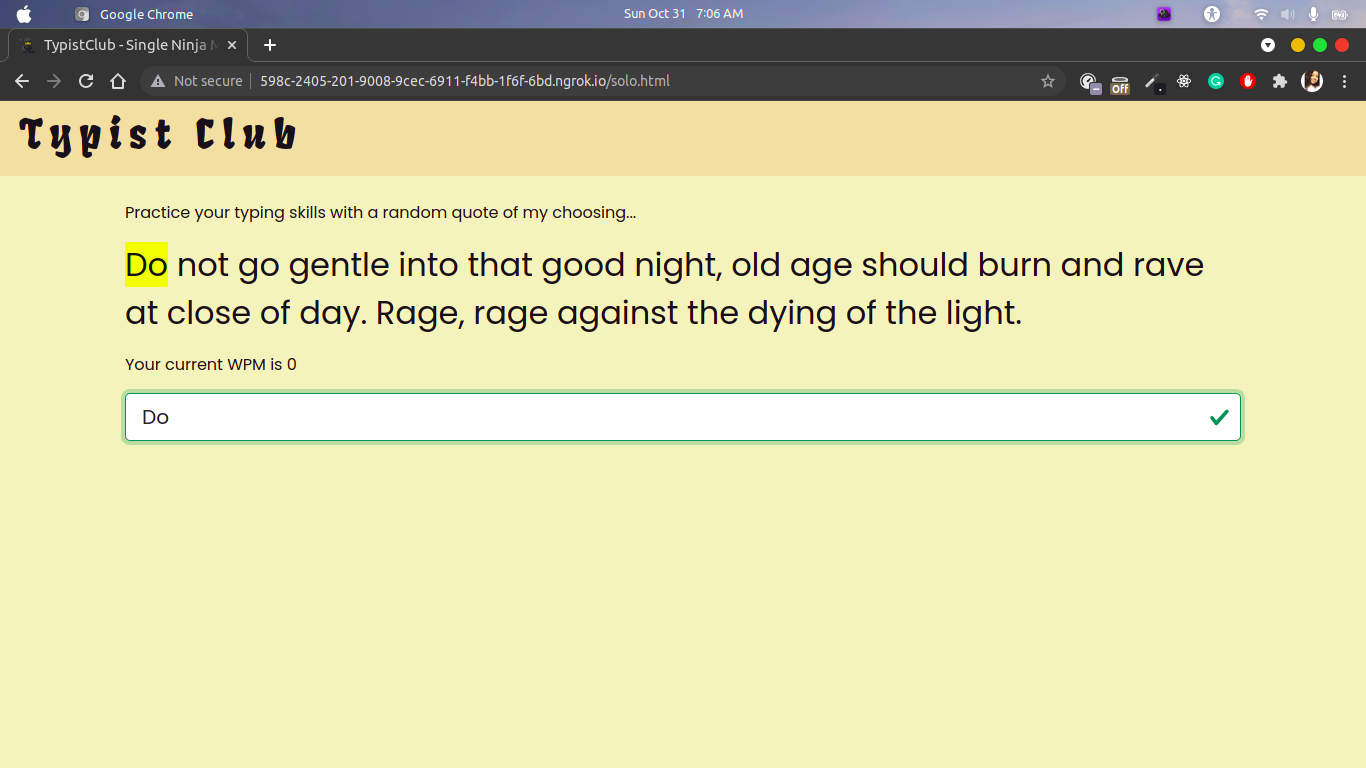 Google Chrome
Sun Oct 31 7:06 AM
TypistClub - Single Ninja
Not secure
598c-2405-201-9008-9cec-6911-f4bb-1f6f-6bd.ngrok.io/solo.html
Off
Typist Club
Practice your typing skills with a random quote of my choosing...
Do not go gentle into that good night, old age should burn and rave
at close of day. Rage, rage against the dying of the light.
Your current WPM is 0
Do